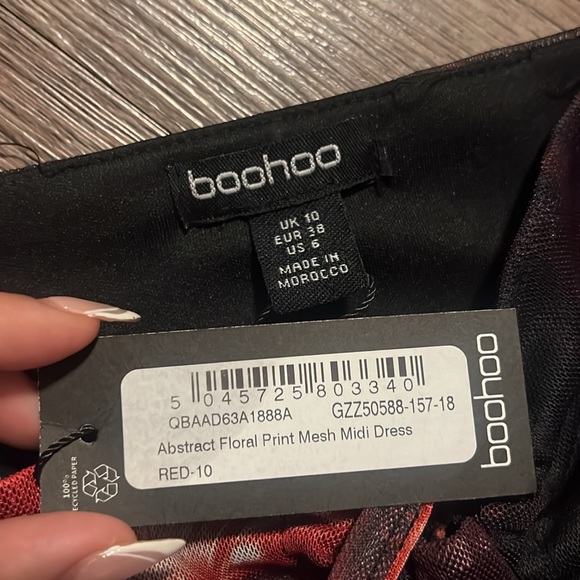 boohoo
UK 10
EUR 38
US 6
MADE IN
MOROCCO
5 045725 803340
QBAAD63A1888A GZZ50588-157-18
Abstract Floral Print Mesh Midi Dress
RED-10
boohoo
100%
RECYCLED PAPER